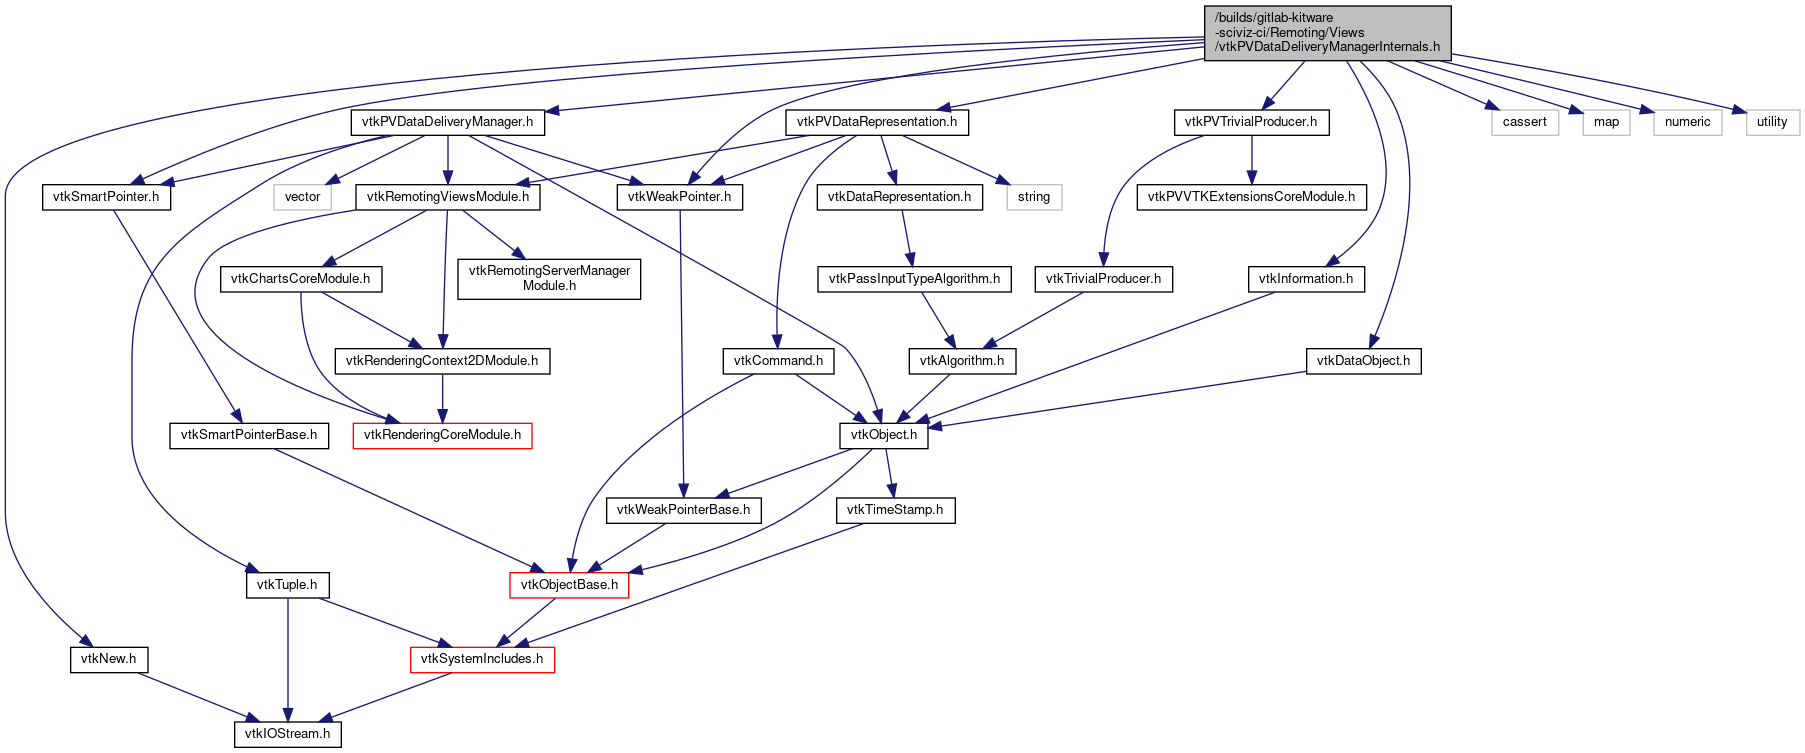 /builds/gitlab-kitware
-sciviz-ci/Remoting/Views
/vtkPVDataDeliveryManagerInternals.h
vtkPVDataDeliveryManager.h
vtkPVDataRepresentation.h
vtkPVTrivialProducer.h
cassert
map
numeric
utility
vtkSmartPointer.h
vector
vtkRemotingViewsModule.h
vtkWeakPointer.h
vtkDataRepresentation.h
string
vtkPVVTKExtensionsCoreModule.h
vtkChartsCoreModule.h
vtkRemotingServerManager
Module.h
vtkPassInputTypeAlgorithm.h
vtkTrivialProducer.h
vtkInformation.h
vtkRenderingContext2DModule.h
vtkCommand.h
vtkAlgorithm.h
vtkDataObject.h
vtkSmartPointerBase.h
vtkRenderingCoreModule.h
vtkObject.h
vtkWeakPointerBase.h
vtkTimeStamp.h
vtkTuple.h
vtkObjectBase.h
vtkNew.h
vtkSystemIncludes.h
vtkIOStream.h